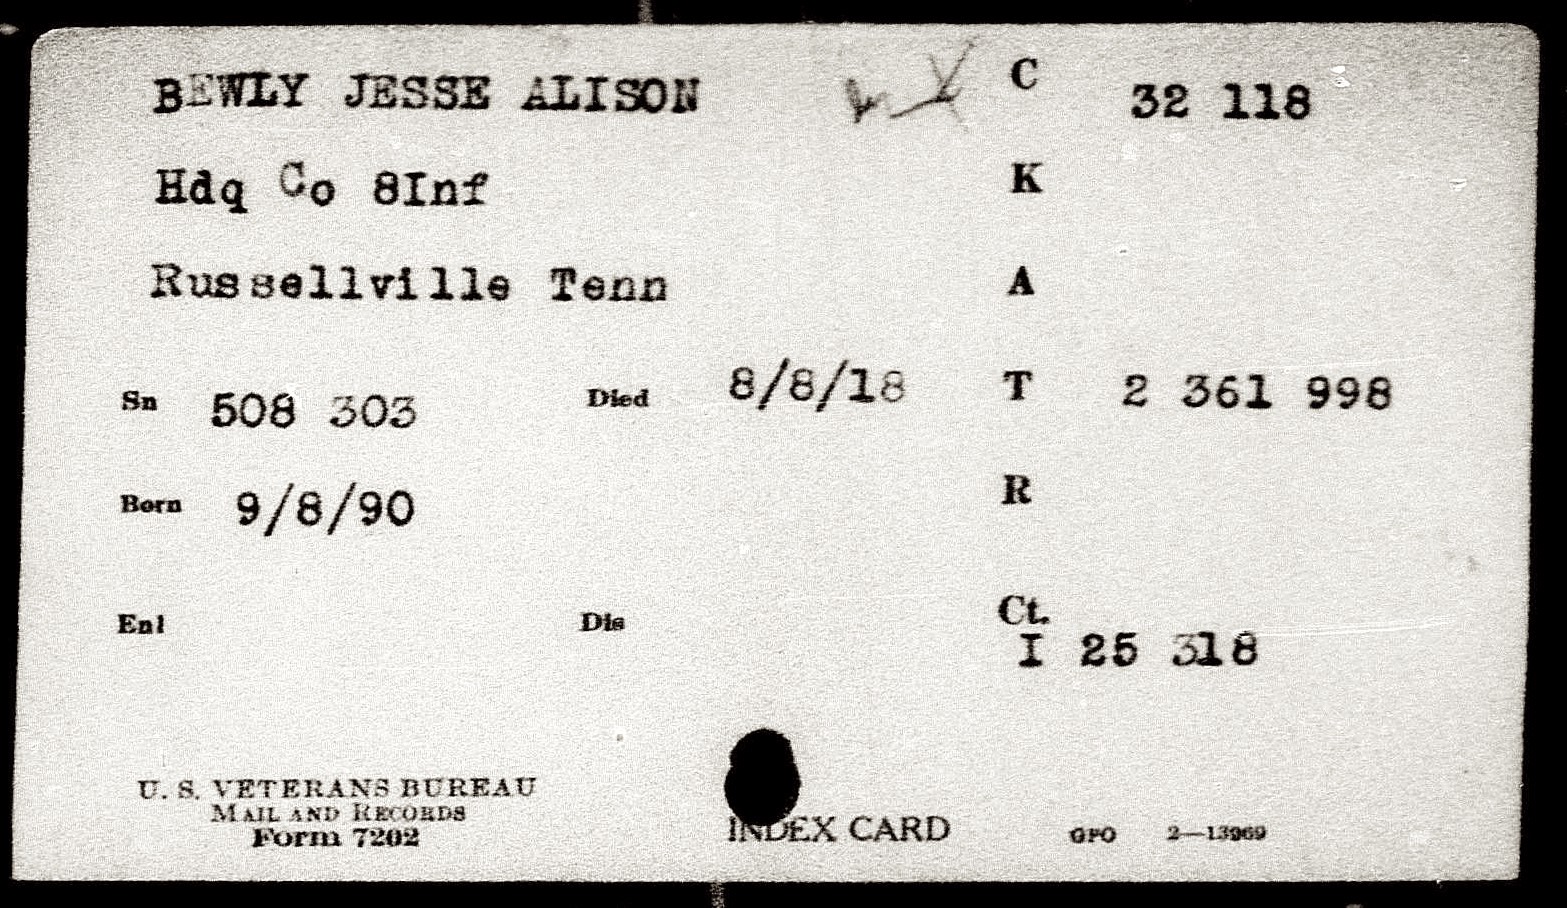 BEWLY JESSE ALISON C 32 118
Hdq Co 8Inf K
Russellville Tenn A
Sn 508 303 Died 8/8/18 T 2 361 998
Born 9/8/90 R
Enl Dis Ct.
I 25 318
U. S. VETERANS BUREAU
MAIL AND RECORDS
Form 7202
INDEX CARD GPO 2—13969